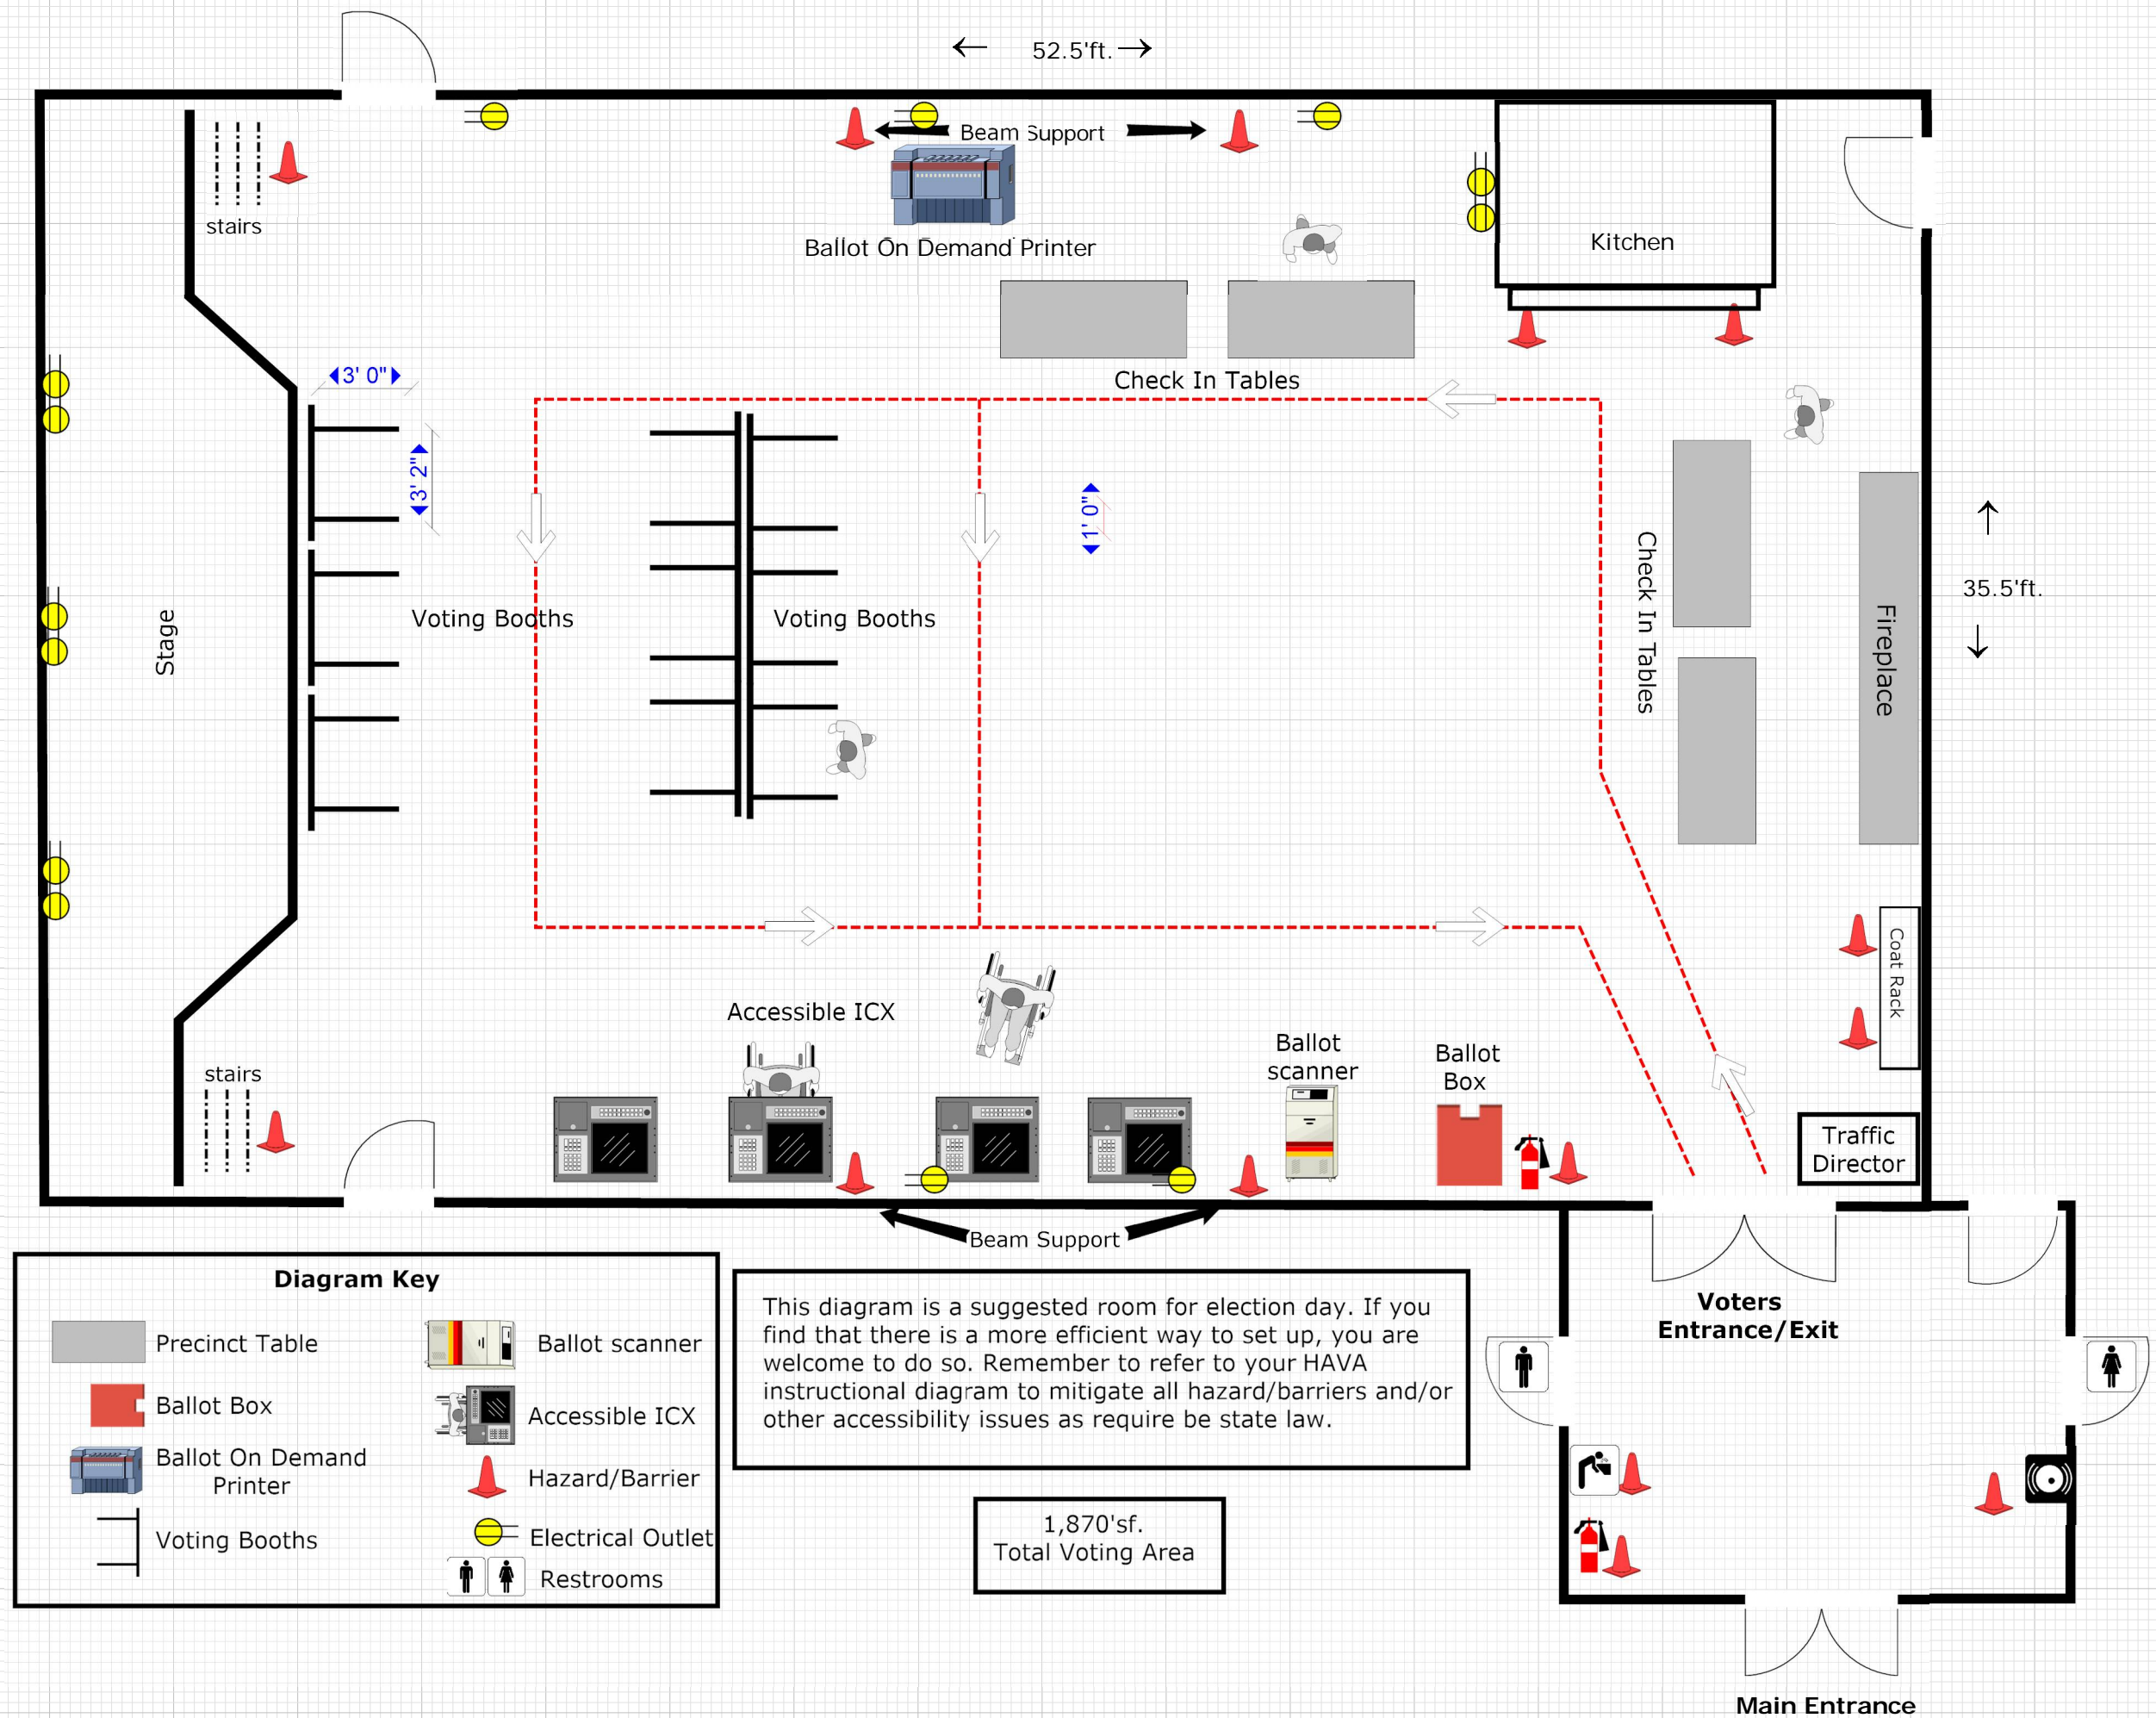 52.5'ft.
Beam Support
stairs
Ballot On Demand Printer
Kitchen
3' 0"
Check In Tables
3' 2"
1' 0"
Voting Booths
Voting Booths
Stage
Check In Tables
Fireplace
35.5'ft.
Coat Rack
Accessible ICX
Ballot
scanner
Ballot
Box
stairs
Traffic
Director
Beam Support
Voters
Entrance/Exit
Diagram Key
Precinct Table
Ballot scanner
Ballot Box
Accessible ICX
Ballot On Demand
Printer
Hazard/Barrier
Voting Booths
Electrical Outlet
Restrooms
This diagram is a suggested room for election day. If you
find that there is a more efficient way to set up, you are
welcome to do so. Remember to refer to your HAVA
instructional diagram to mitigate all hazard/barriers and/or
other accessibility issues as require be state law.
1,870'sf.
Total Voting Area
Main Entrance